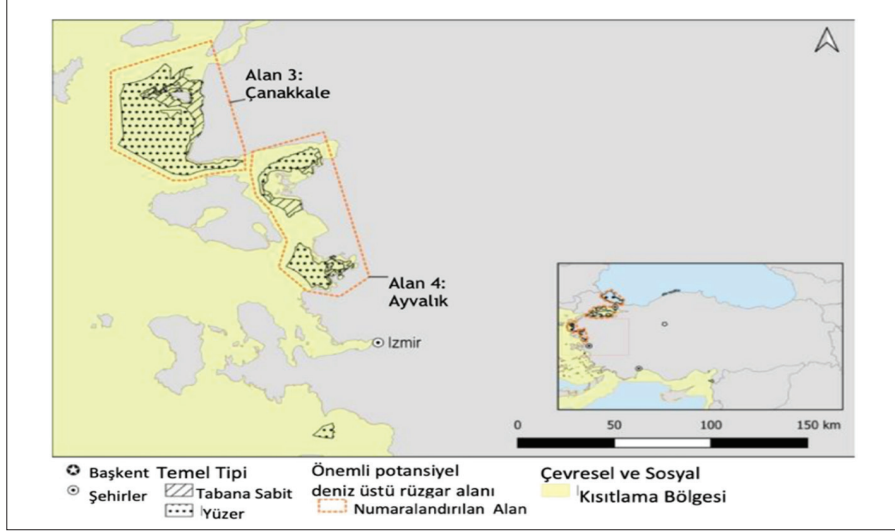 Alan 3:
Çanakkale
Alan 4:
Ayvalık
İzmir
0 50 100 150 km
Başkent
Şehirler
Temel Tipi
Tabana Sabit
Yüzer
Önemli potansiyel
deniz üstü rüzgar alanı
Numaralandırılan Alan
Çevresel ve Sosyal
Kısıtlama Bölgesi